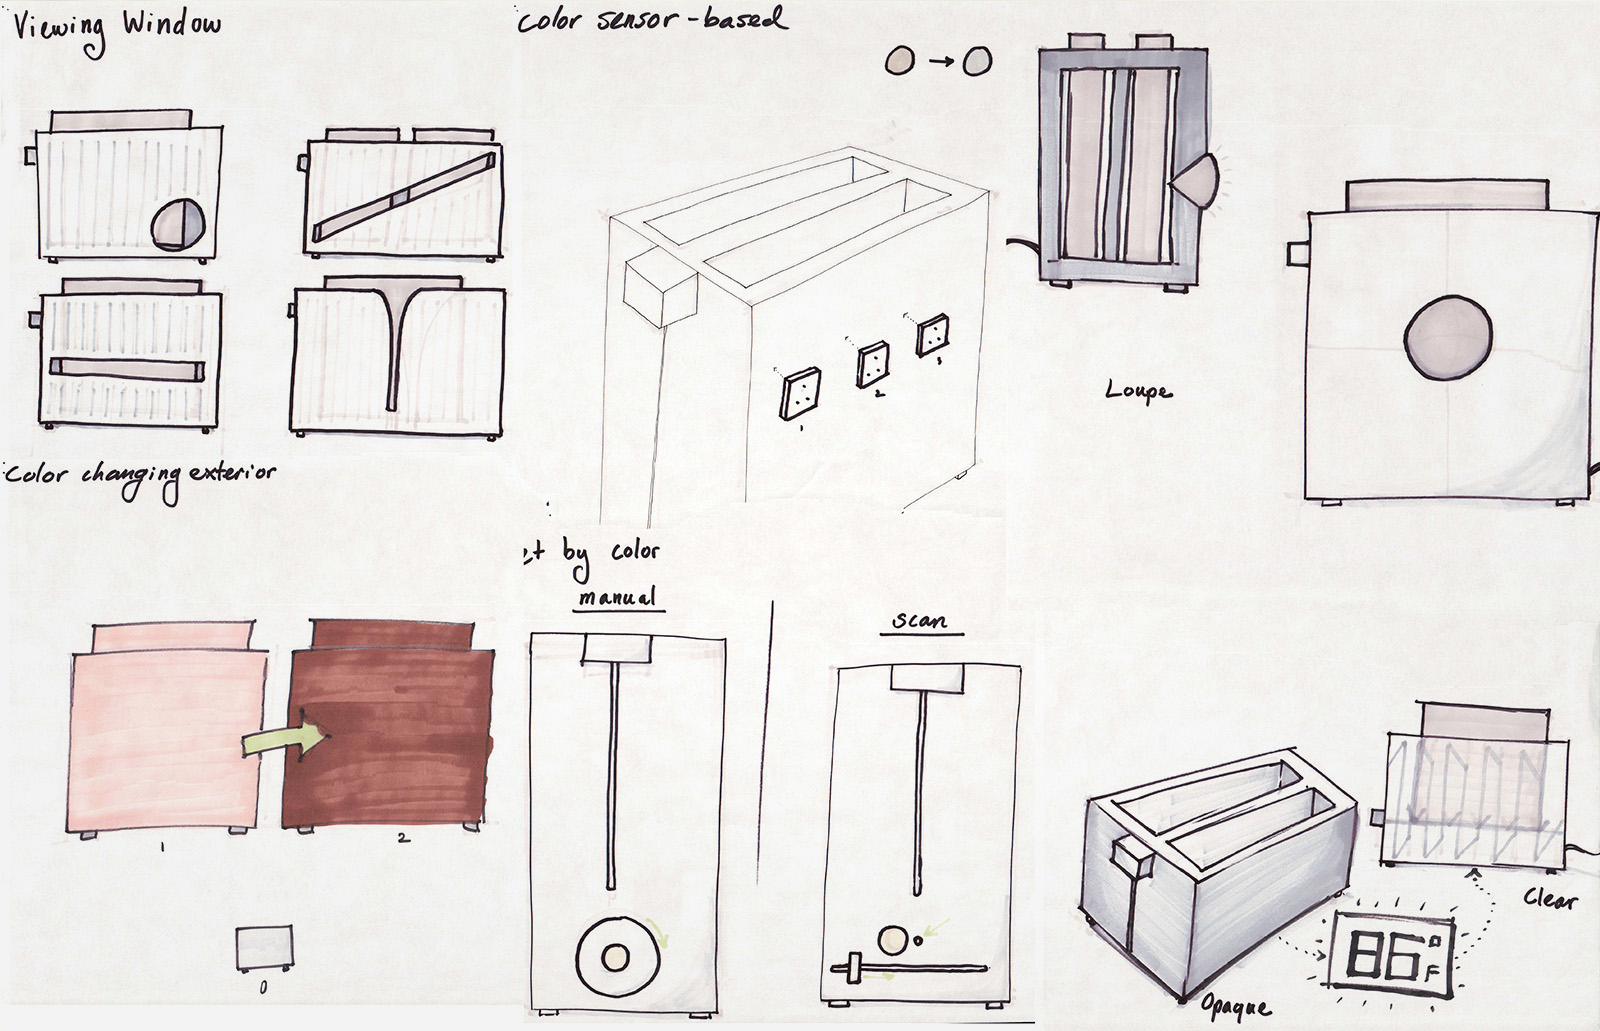 Viewing Window
Color sensor-based
1
2
3
Loupe
Color changing exterior
1
2
0
by color
manual
scan
86°F
Opaque
Clear